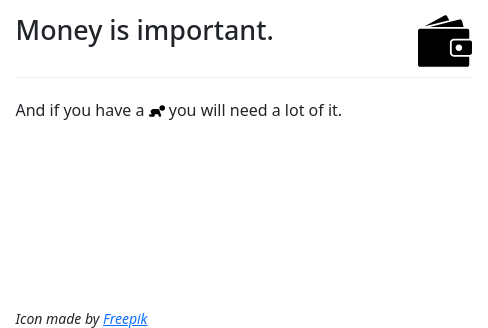 Money is important.
And if you have a you will need a lot of it.
Icon made by Freepik